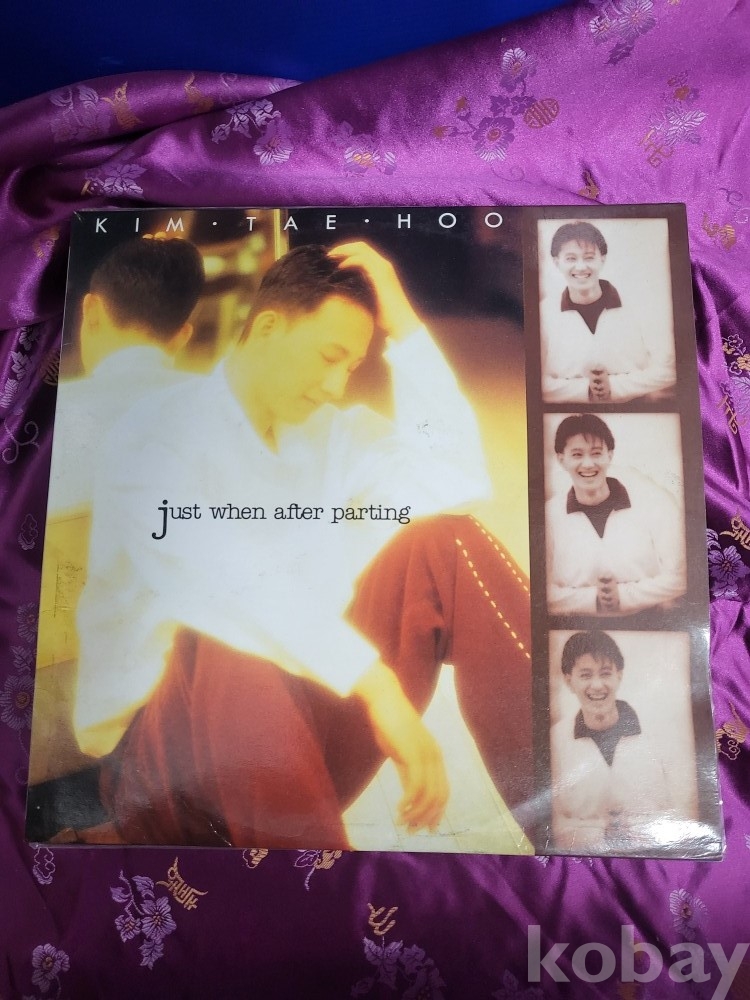 KIM·TAE·HOO
just when after parting
kobay